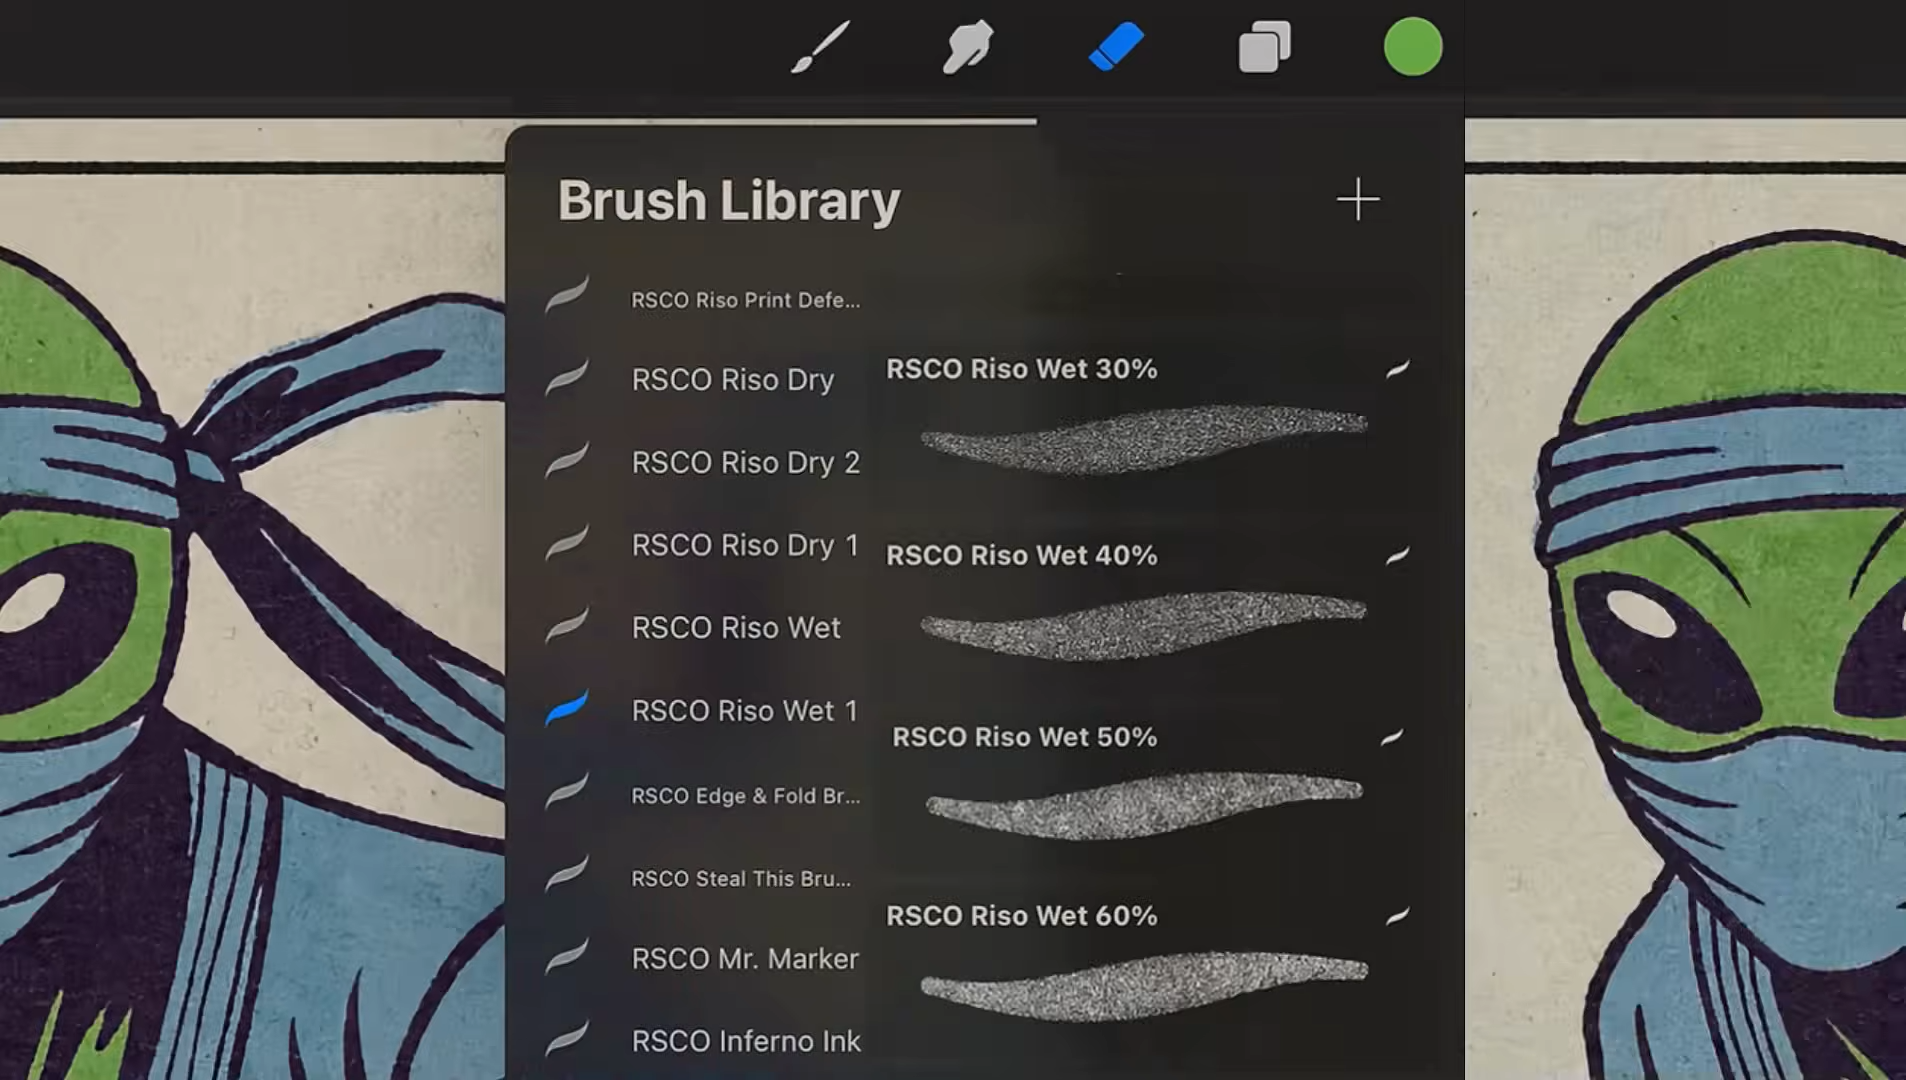 Brush Library
RSCO Riso Print Defe...
RSCO Riso Dry
RSCO Riso Dry 2
RSCO Riso Dry 1
RSCO Riso Wet
RSCO Riso Wet 1
RSCO Edge & Fold Br...
RSCO Steal This Bru...
RSCO Mr. Marker
RSCO Inferno Ink
RSCO Riso Wet 30%
RSCO Riso Wet 40%
RSCO Riso Wet 50%
RSCO Riso Wet 60%